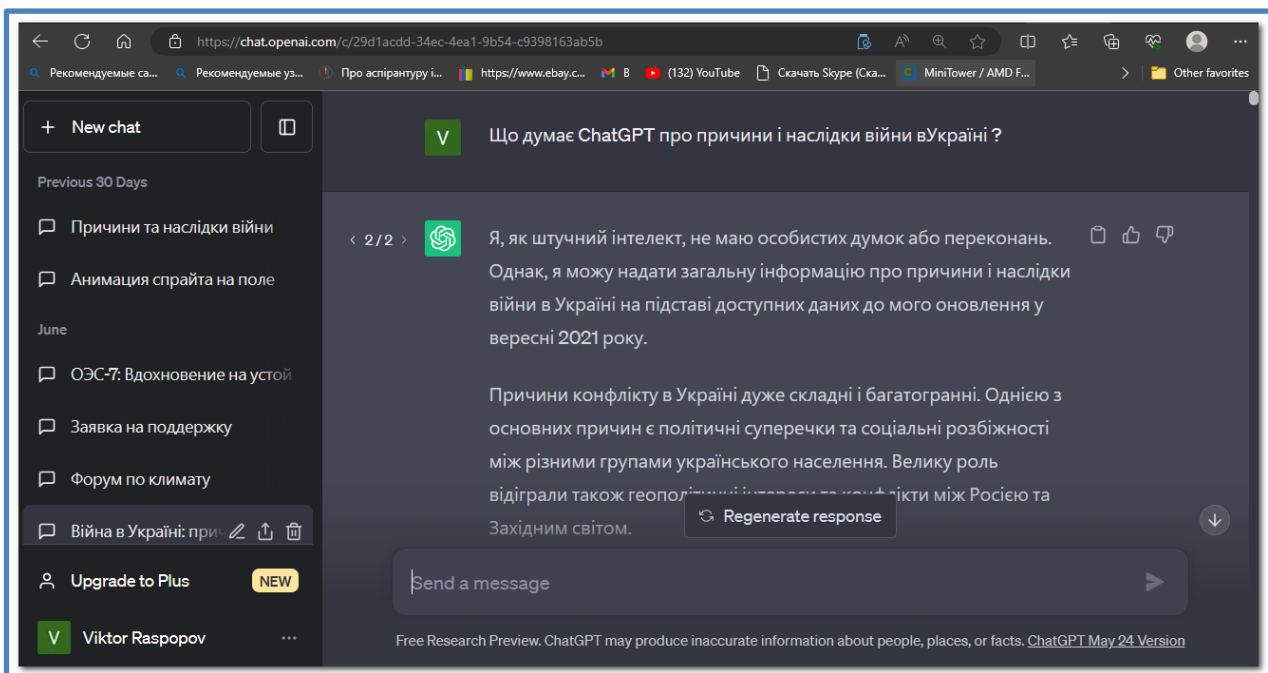 https://chat.openai.com/c/29d1acdd-34ec-4ea1-9b54-c9398163ab5b
Рекомендуемые са...
Рекомендуемые уз...
Про аспірантуру і...
https://www.ebay.c...
В
(132) YouTube
Скачать Skype (Ска...
MiniTower / AMD F...
Other favorites
+ New chat
Previous 30 Days
Причини та наслідки війни
Анимация спрайта на поле
June
ОЭС-7: Вдохновение на устой
Заявка на поддержку
Форум по климату
Війна в Україні: при
Upgrade to Plus NEW
V Viktor Raspopov
V Що думає ChatGPT про причини і наслідки війни вУкраїні ?
< 2/2 >
Я, як штучний інтелект, не маю особистих думок або переконань.
Однак, я можу надати загальну інформацію про причини і наслідки
війни в Україні на підставі доступних даних до мого оновлення у
вересні 2021 року.
Причини конфлікту в Україні дуже складні і багатогранні. Однією з
основних причин є політичні суперечки та соціальні розбіжності
між різними групами українського населення. Велику роль
відіграли також між Росією та
Західним світом.
Regenerate response
Send a message
Free Research Preview. ChatGPT may produce inaccurate information about people, places, or facts. ChatGPT May 24 Version